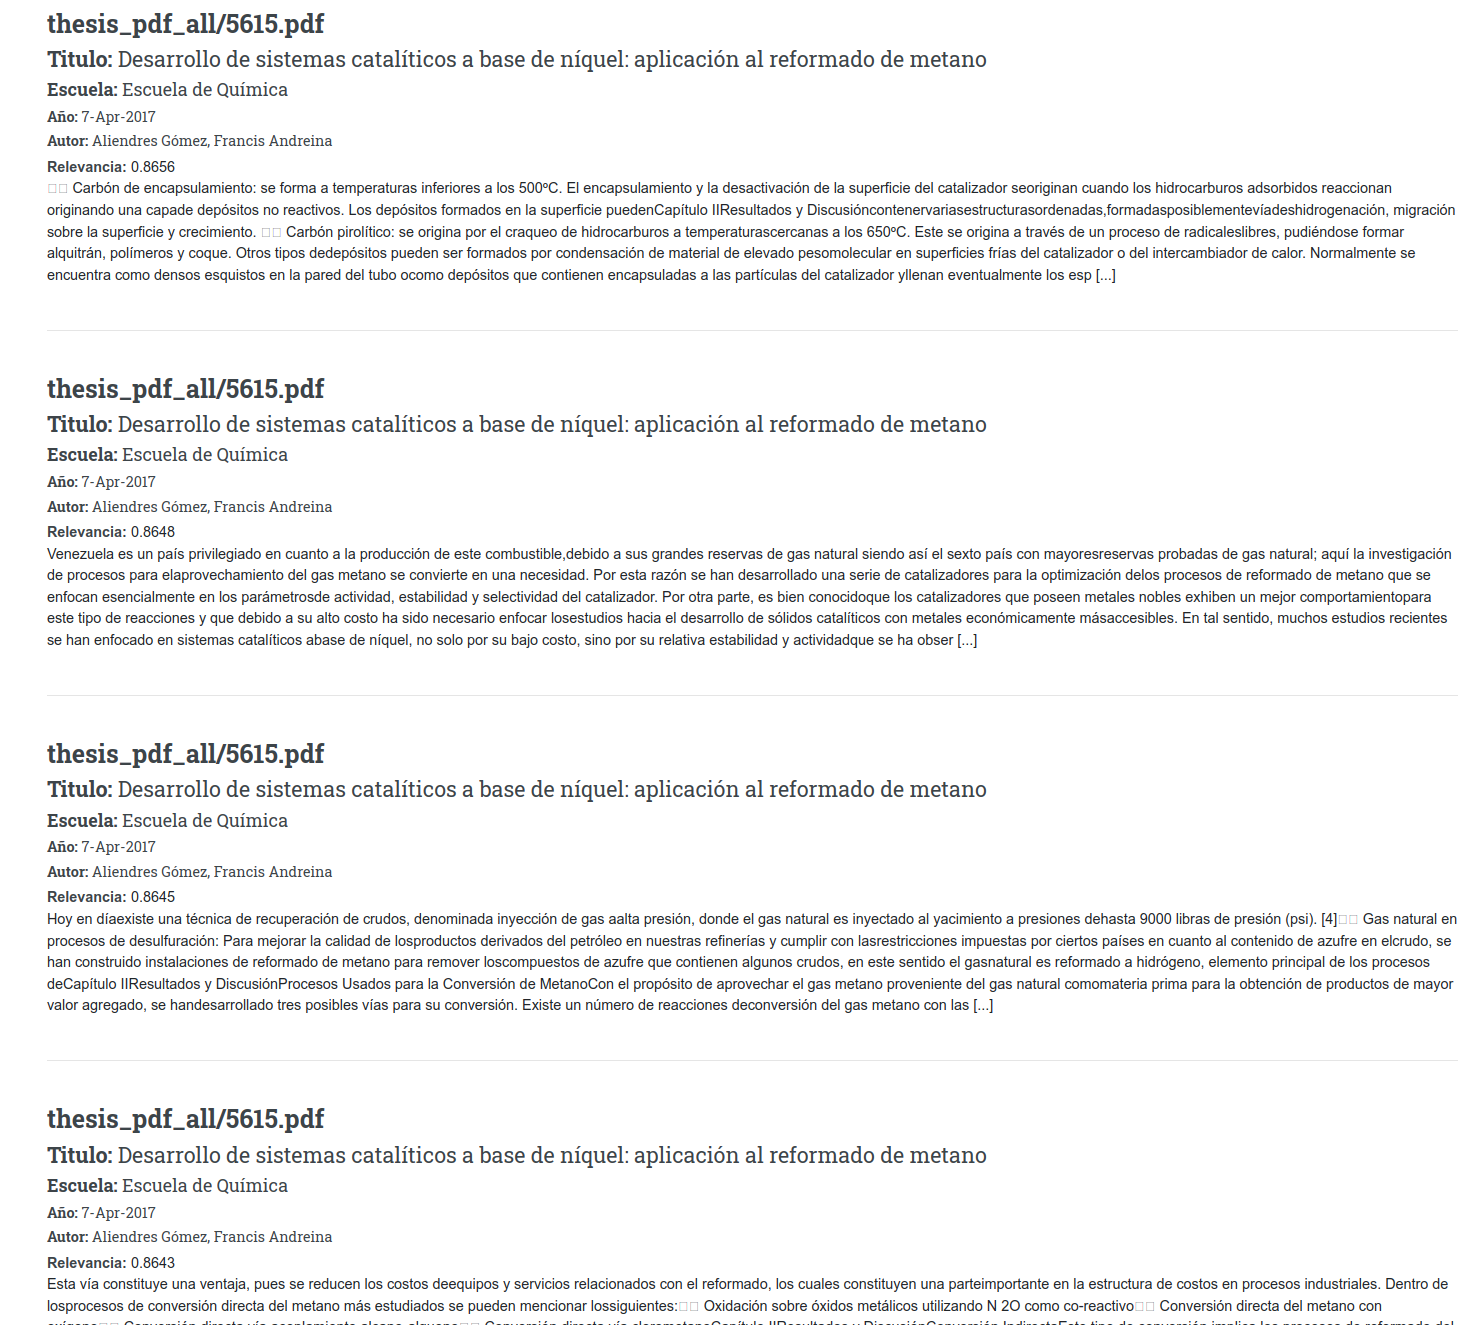 thesis_pdf_all/5615.pdf
Titulo: Desarrollo de sistemas catalíticos a base de níquel: aplicación al reformado de metano
Escuela: Escuela de Química
Año: 7-Apr-2017
Autor: Aliendres Gómez, Francis Andreina
Relevancia: 0.8656
Carbón de encapsulamiento: se forma a temperaturas inferiores a los 500ºC. El encapsulamiento y la desactivación de la superficie del catalizador seoriginan cuando los hidrocarburos adsorbidos reaccionan
originando una capade depósitos no reactivos. Los depósitos formados en la superficie puedenCapítulo IIResultados y Discusióncontenervariasestructurasordenadas,formadasposiblementevíadeshidrogenación, migración
sobre la superficie y crecimiento. Carbón pirolítico: se origina por el craqueo de hidrocarburos a temperaturascercanas a los 650ºC. Este se origina a través de un proceso de radicaleslibres, pudiéndose formar
alquitrán, polímeros y coque. Otros tipos dedepósitos pueden ser formados por condensación de material de elevado pesomolecular en superficies frías del catalizador o del intercambiador de calor. Normalmente se
encuentra como densos esquistos en la pared del tubo ocomo depósitos que contienen encapsuladas a las partículas del catalizador yllenan eventualmente los esp [...]
thesis_pdf_all/5615.pdf
Titulo: Desarrollo de sistemas catalíticos a base de níquel: aplicación al reformado de metano
Escuela: Escuela de Química
Año: 7-Apr-2017
Autor: Aliendres Gómez, Francis Andreina
Relevancia: 0.8648
Venezuela es un país privilegiado en cuanto a la producción de este combustible,debido a sus grandes reservas de gas natural siendo así el sexto país con mayoresreservas probadas de gas natural; aquí la investigación
de procesos para elaprovechamiento del gas metano se convierte en una necesidad. Por esta razón se han desarrollado una serie de catalizadores para la optimización delos procesos de reformado de metano que se
enfocan esencialmente en los parámetrosde actividad, estabilidad y selectividad del catalizador. Por otra parte, es bien conocidoque los catalizadores que poseen metales nobles exhiben un mejor comportamientopara
este tipo de reacciones y que debido a su alto costo ha sido necesario enfocar losestudios hacia el desarrollo de sólidos catalíticos con metales económicamente másaccesibles. En tal sentido, muchos estudios recientes
se han enfocado en sistemas catalíticos abase de níquel, no solo por su bajo costo, sino por su relativa estabilidad y actividadque se ha obser [...]
thesis_pdf_all/5615.pdf
Titulo: Desarrollo de sistemas catalíticos a base de níquel: aplicación al reformado de metano
Escuela: Escuela de Química
Año: 7-Apr-2017
Autor: Aliendres Gómez, Francis Andreina
Relevancia: 0.8645
Hoy en díaexiste una técnica de recuperación de crudos, denominada inyección de gas aalta presión, donde el gas natural es inyectado al yacimiento a presiones dehasta 9000 libras de presión (psi). [4] Gas natural en
procesos de desulfuración: Para mejorar la calidad de losproductos derivados del petróleo en nuestras refinerías y cumplir con lasrestricciones impuestas por ciertos países en cuanto al contenido de azufre en elcrudo, se
han construido instalaciones de reformado de metano para remover loscompuestos de azufre que contienen algunos crudos, en este sentido el gasnatural es reformado a hidrógeno, elemento principal de los procesos
deCapítulo IIResultados y DiscusiónProcesos Usados para la Conversión de MetanoCon el propósito de aprovechar el gas metano proveniente del gas natural comomateria prima para la obtención de productos de mayor
valor agregado, se handesarrollado tres posibles vías para su conversión. Existe un número de reacciones deconversión del gas metano con las [...]
thesis_pdf_all/5615.pdf
Titulo: Desarrollo de sistemas catalíticos a base de níquel: aplicación al reformado de metano
Escuela: Escuela de Química
Año: 7-Apr-2017
Autor: Aliendres Gómez, Francis Andreina
Relevancia: 0.8643
Esta vía constituye una ventaja, pues se reducen los costos deequipos y servicios relacionados con el reformado, los cuales constituyen una parteimportante en la estructura de costos en procesos industriales. Dentro de
losprocesos de conversión directa del metano más estudiados se pueden mencionar lossiguientes: Oxidación sobre óxidos metálicos utilizando N 2O como co-reactivo Conversión directa del metano con